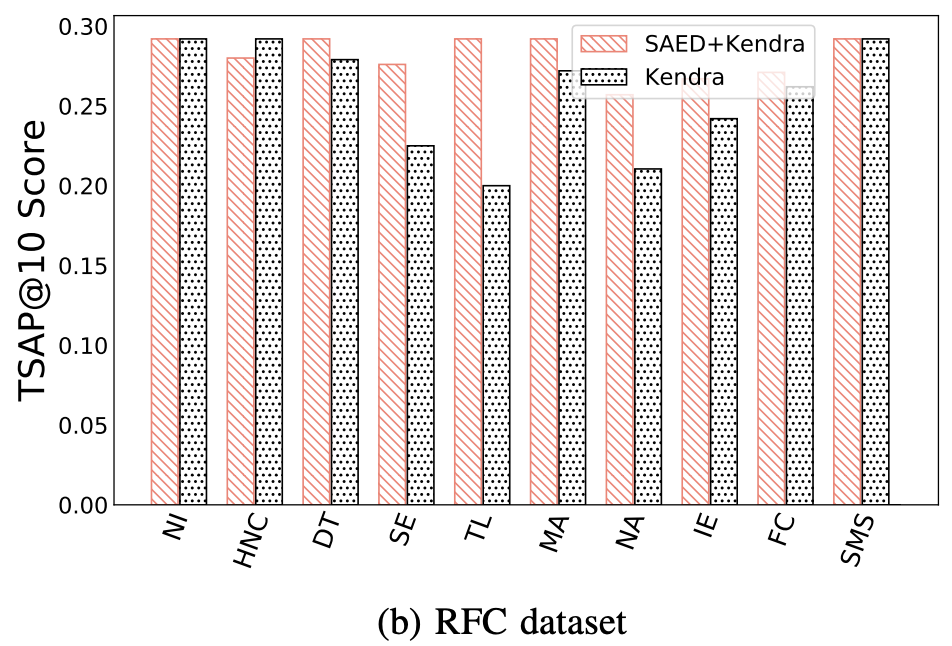 0.30
0.25
0.20
0.15
0.10
0.05
0.00
TSAP@10 Score
SAED+Kendra
Kendra
NI
HNC
DT
SE
TL
MA
NA
IE
FC
SMS
(b) RFC dataset